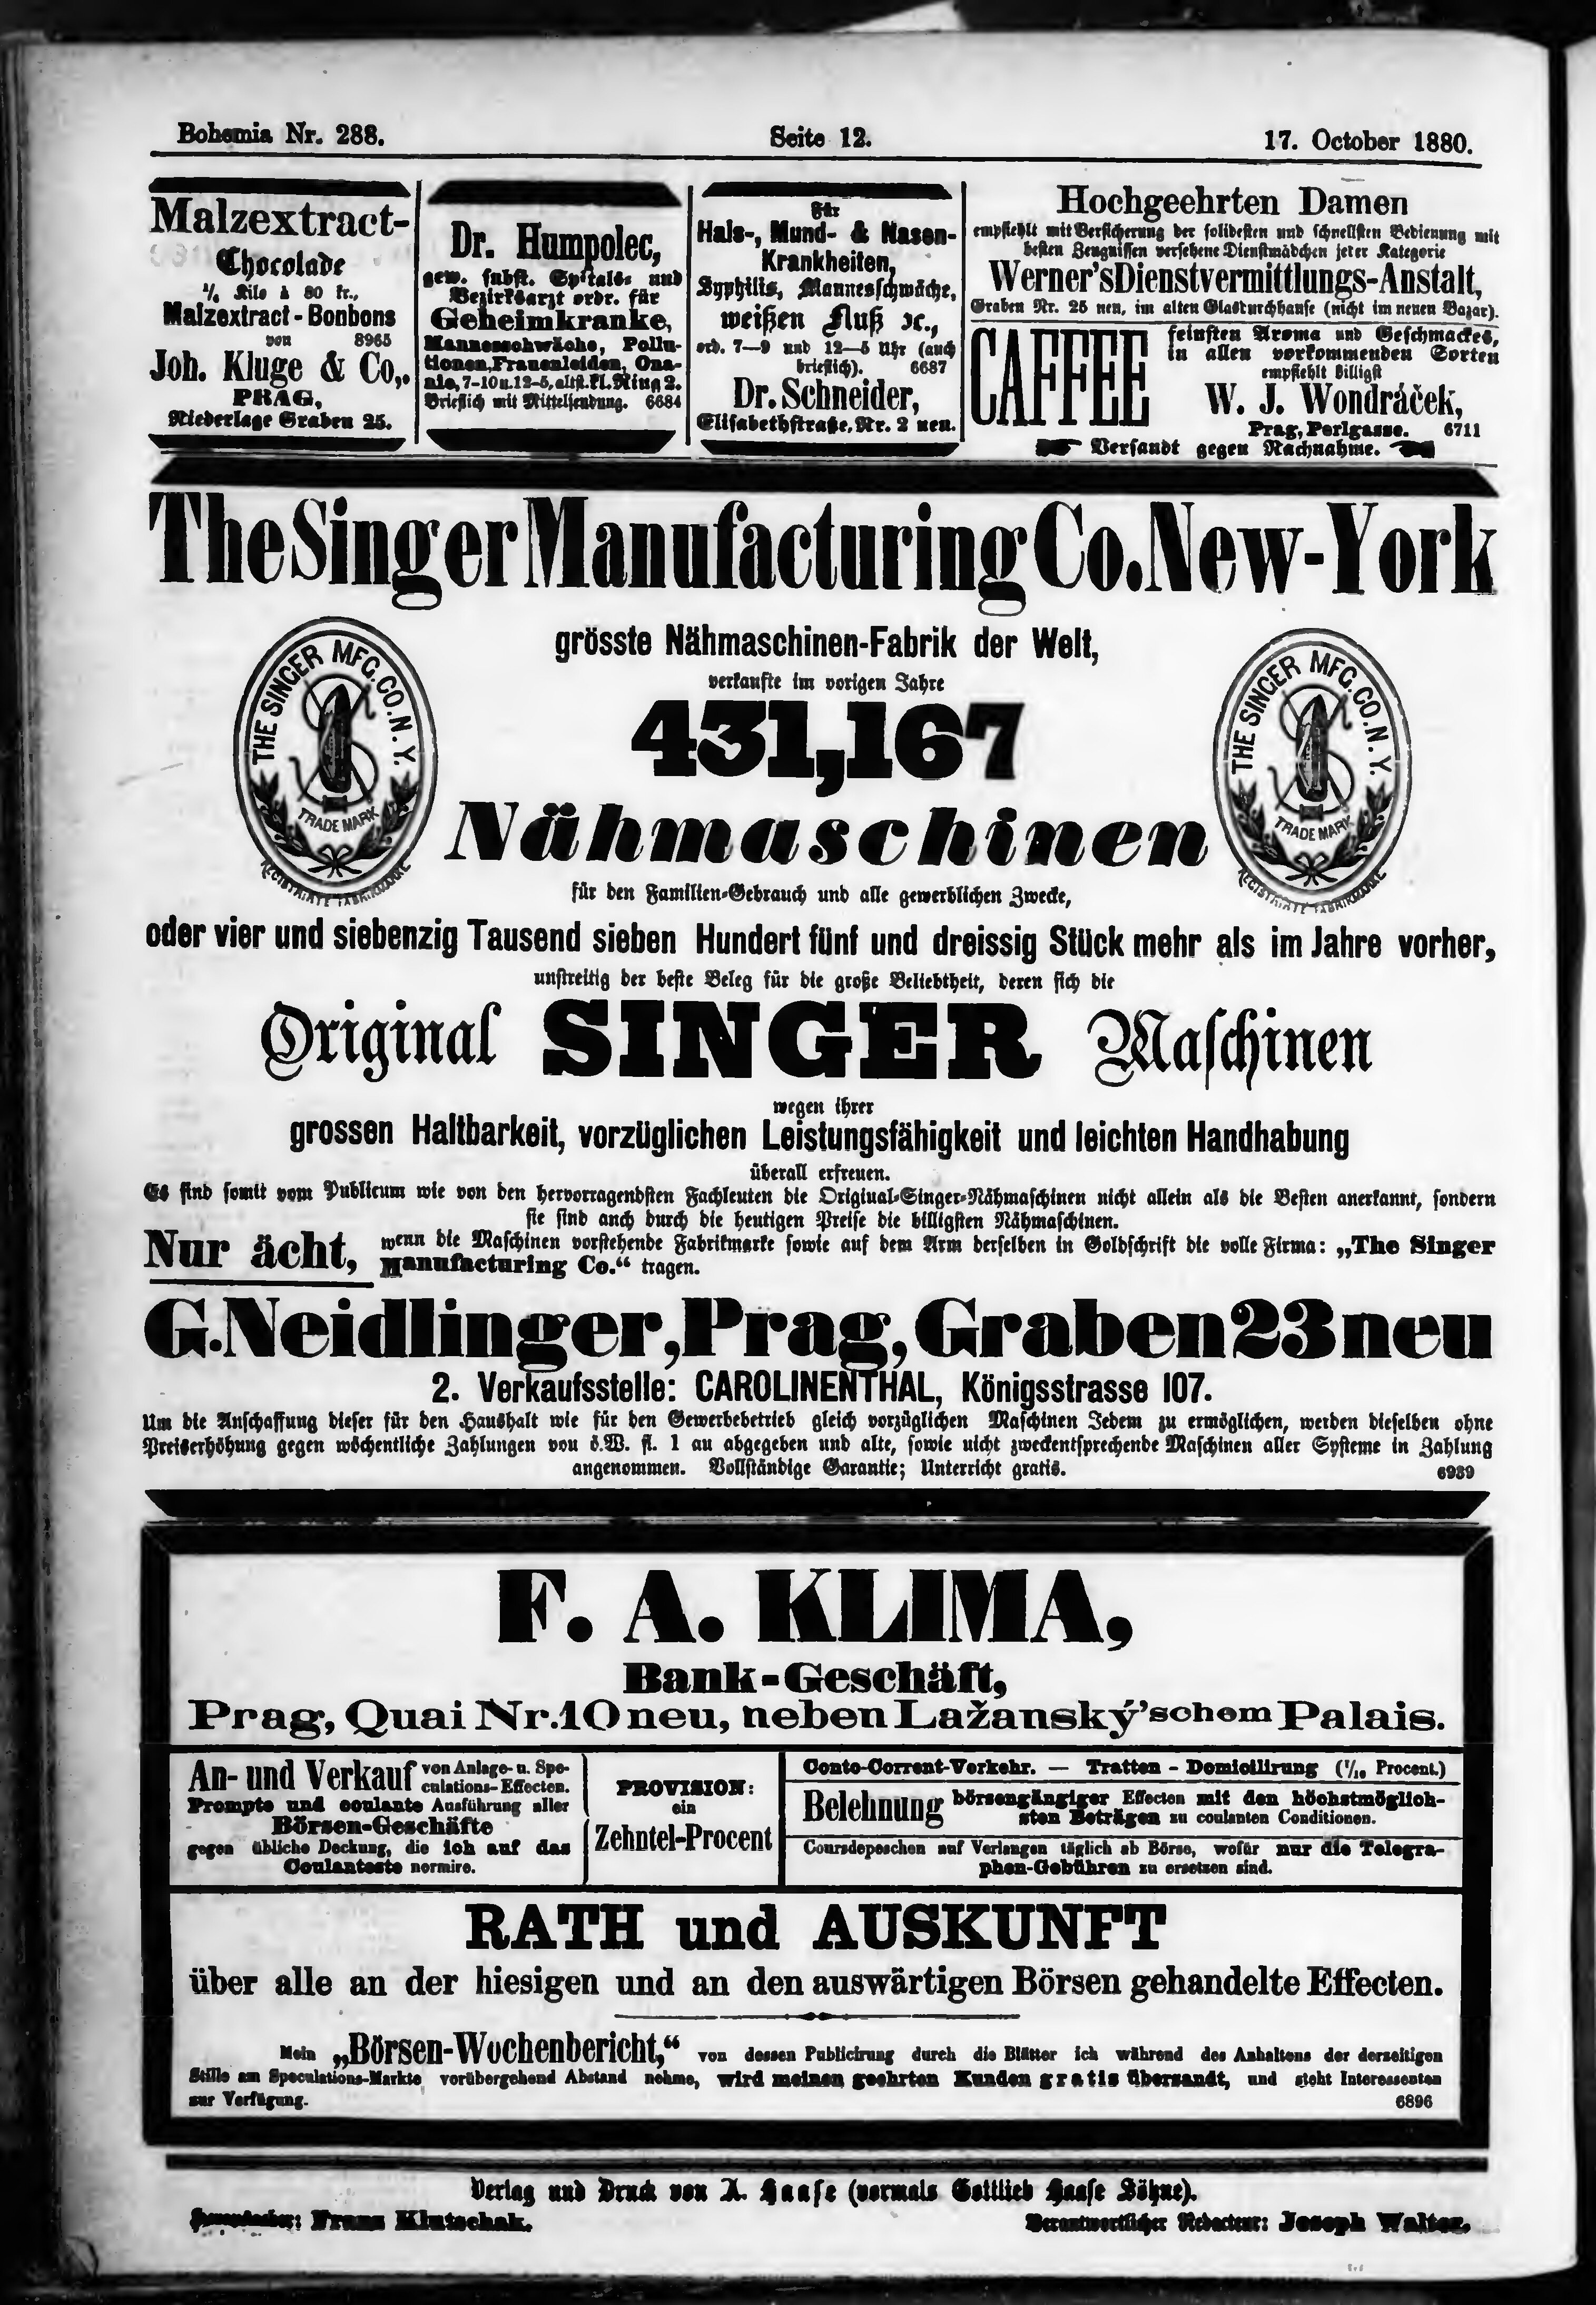 Bohemia Nr. 288.
Seite 12.
17. October 1880.
Malzextract-
Chocolade
½ Kilo à 80 kr.,
Malzextract-Bonbons
von 8965
Joh. Kluge & Co.,
PRAG,
Niederlage Graben 25.
Dr. Humpolec,
gew. subst. Spitals- und
Bezirksarzt ordr. für
Geheimkranke,
Mannesschwäche, Pollu-
tionen, Frauenleiden, Ona-
nie, 7-10 u. 12-5, altst. kl. Ring 2.
Brieflich mit Mittelsendung. 6684
Für
Hals-, Mund- & Nasen-
Krankheiten,
Syphilis, Mannesschwäche,
weißen Fluß ꝛc.,
ord. 7—9 und 12—5 Uhr (auch
brieflich). 6687
Dr. Schneider,
Elisabethstraße, Nr. 2 neu.
Hochgeehrten Damen
empfiehlt mit Versicherung der solidesten und schnellsten Bedienung mit
besten Zeugnissen versehene Dienstmädchen jeder Kategorie
Werner's Dienstvermittlungs-Anstalt,
Graben Nr. 25 neu, im alten Glasdurchhause (nicht im neuen Bazar).
CAFFEE
feinsten Aroma und Geschmackes,
in allen vorkommenden Sorten
empfiehlt billigst
W. J. Wondráček,
Prag, Perlgasse. 6711
Versandt gegen Nachnahme.
The Singer Manufacturing Co. New-York
grösste Nähmaschinen-Fabrik der Welt,
verkaufte im vorigen Jahre
431,167
THE SINGER MFG. CO. N. Y.
TRADE MARK
THE SINGER MFG. CO. N. Y.
TRADE MARK
Nähmaschinen
für den Familien-Gebrauch und alle gewerblichen Zwecke,
oder vier und siebenzig Tausend sieben Hundert fünf und dreissig Stück mehr als im Jahre vorher,
unstreitig der beste Beleg für die große Beliebtheit, deren sich die
Original SINGER Maschinen
wegen ihrer
grossen Haltbarkeit, vorzüglichen Leistungsfähigkeit und leichten Handhabung
überall erfreuen.
Es sind somit vom Publicum wie von den hervorragendsten Fachleuten die Original-Singer-Nähmaschinen nicht allein als die Besten anerkannt, sondern
sie sind auch durch die heutigen Preise die billigsten Nähmaschinen.
Nur ächt, wenn die Maschinen vorstehende Fabrikmarke sowie auf dem Arm derselben in Goldschrift die volle Firma: „The Singer
Manufacturing Co.“ tragen.
G. Neidlinger, Prag, Graben 23 neu
2. Verkaufsstelle: CAROLINENTHAL, Königsstrasse 107.
Um die Anschaffung dieser für den Haushalt wie für den Gewerbebetrieb gleich vorzüglichen Maschinen Jedem zu ermöglichen, werden dieselben ohne
Preiserhöhung gegen wöchentliche Zahlungen von ö. W. fl. 1 an abgegeben und alte, sowie nicht zweckentsprechende Maschinen aller Systeme in Zahlung
angenommen. Vollständige Garantie; Unterricht gratis. 6939
F. A. KLIMA,
Bank-Geschäft,
Prag, Quai Nr. 10 neu, neben Lažanský'schem Palais.
An- und Verkauf von Anlage- u. Spe-
culations-Effecten.
Prompte und coulante Ausführung aller
Börsen-Geschäfte
gegen übliche Deckung, die ich auf das
Coulanteste normire.
PROVISION:
ein
Zehntel-Procent
Conto-Corrent-Verkehr. — Tratten-Domicilirung (1/10 Procent.)
Belehnung börsengängiger Effecten mit den höchstmöglich-
sten Beträgen zu coulanten Conditionen.
Coursdepeschen auf Verlangen täglich ab Börse, wofür nur die Telegra-
phen-Gebühren zu ersetzen sind.
RATH und AUSKUNFT
über alle an der hiesigen und an den auswärtigen Börsen gehandelte Effecten.
Mein „Börsen-Wochenbericht,“ von dessen Publicirung durch die Blätter ich während des Anhaltens der derzeitigen
Stille am Speculations-Markte vorübergehend Abstand nehme, wird meinen geehrten Kunden gratis übersandt, und steht Interessenten
zur Verfügung. 6896
Verlag und Druck von A. Haase (vormals Gottlieb Haase Söhne).
Franz Klutschak.
Verantwortlicher Redacteur: Joseph Walter.